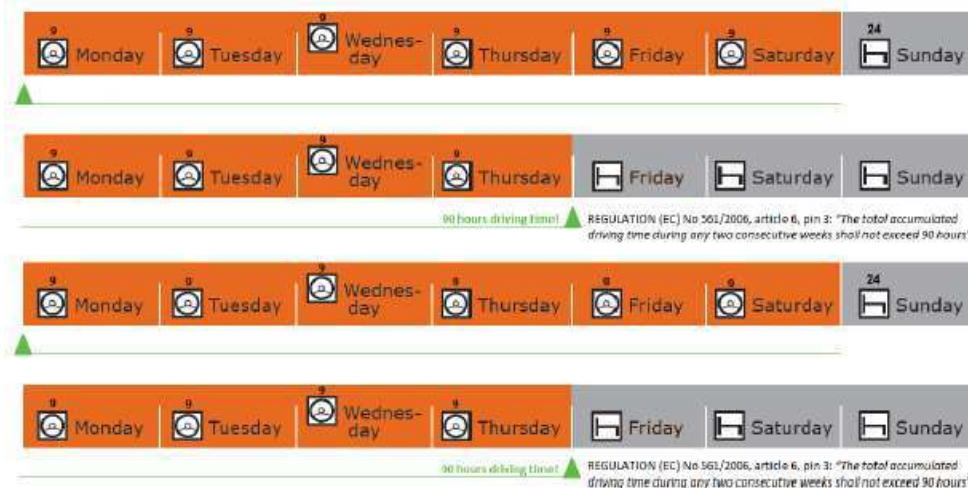 9 9 9 9 9 9 24
Monday Tuesday Wednes-
day Thursday Friday Saturday Sunday
9 9 9 9
Monday Tuesday Wednes-
day Thursday Friday Saturday Sunday
90 hours driving time! REGULATION (EC) No 561/2006, article 6, pin 3: "The total accumulated
driving time during any two consecutive weeks shall not exceed 90 hours"
9 9 9 9 9 9 24
Monday Tuesday Wednes-
day Thursday Friday Saturday Sunday
9 9 9 9
Monday Tuesday Wednes-
day Thursday Friday Saturday Sunday
90 hours driving time! REGULATION (EC) No 561/2006, article 6, pin 3: "The total accumulated
driving time during any two consecutive weeks shall not exceed 90 hours"